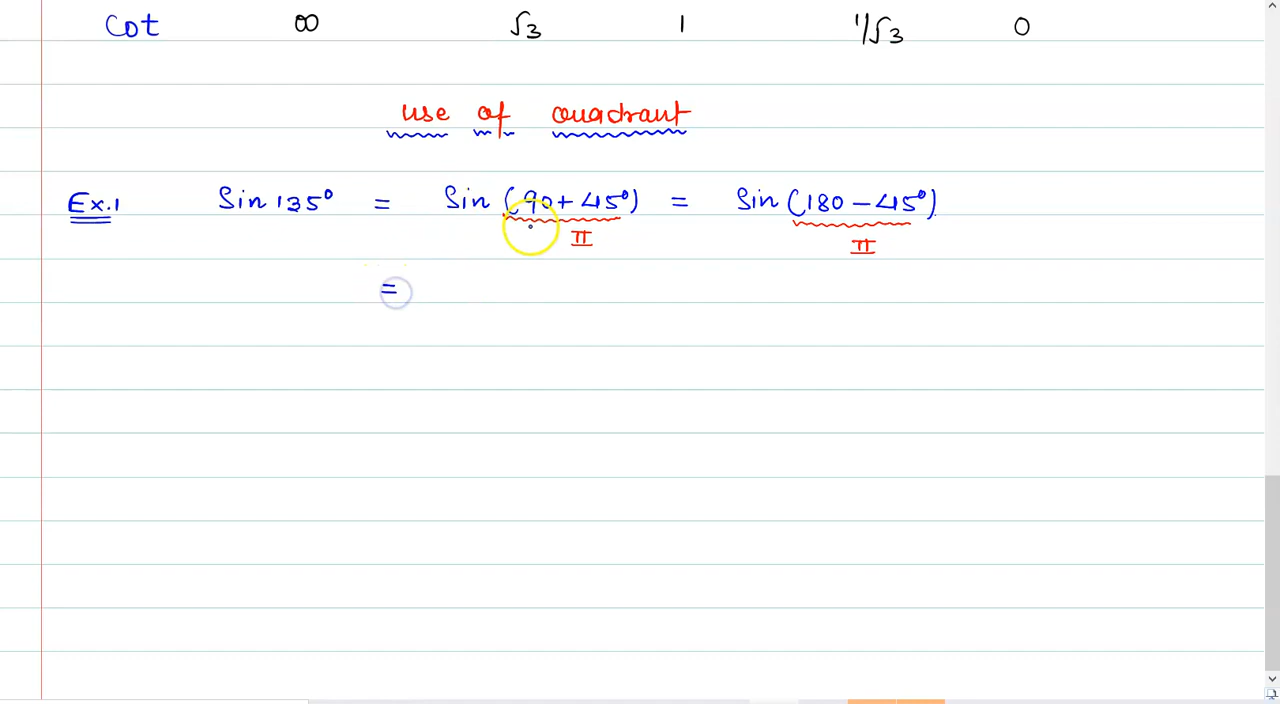 Cot ∞ √3 1 1/√3 0
use of quadrant
Ex.1 Sin 135° = Sin (90 + 45°) = Sin (180 - 45°)
II II
=